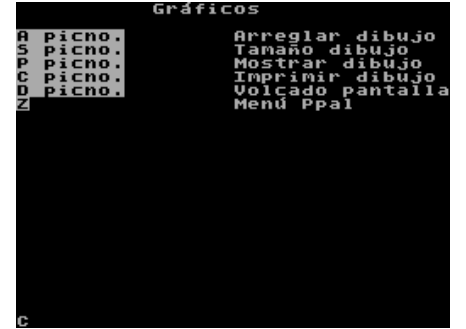 Gráficos
A picno. Arreglar dibujo
S picno. Tamaño dibujo
P picno. Mostrar dibujo
C picno. Imprimir dibujo
D picno. Volcado pantalla
Z Menú Ppal
C